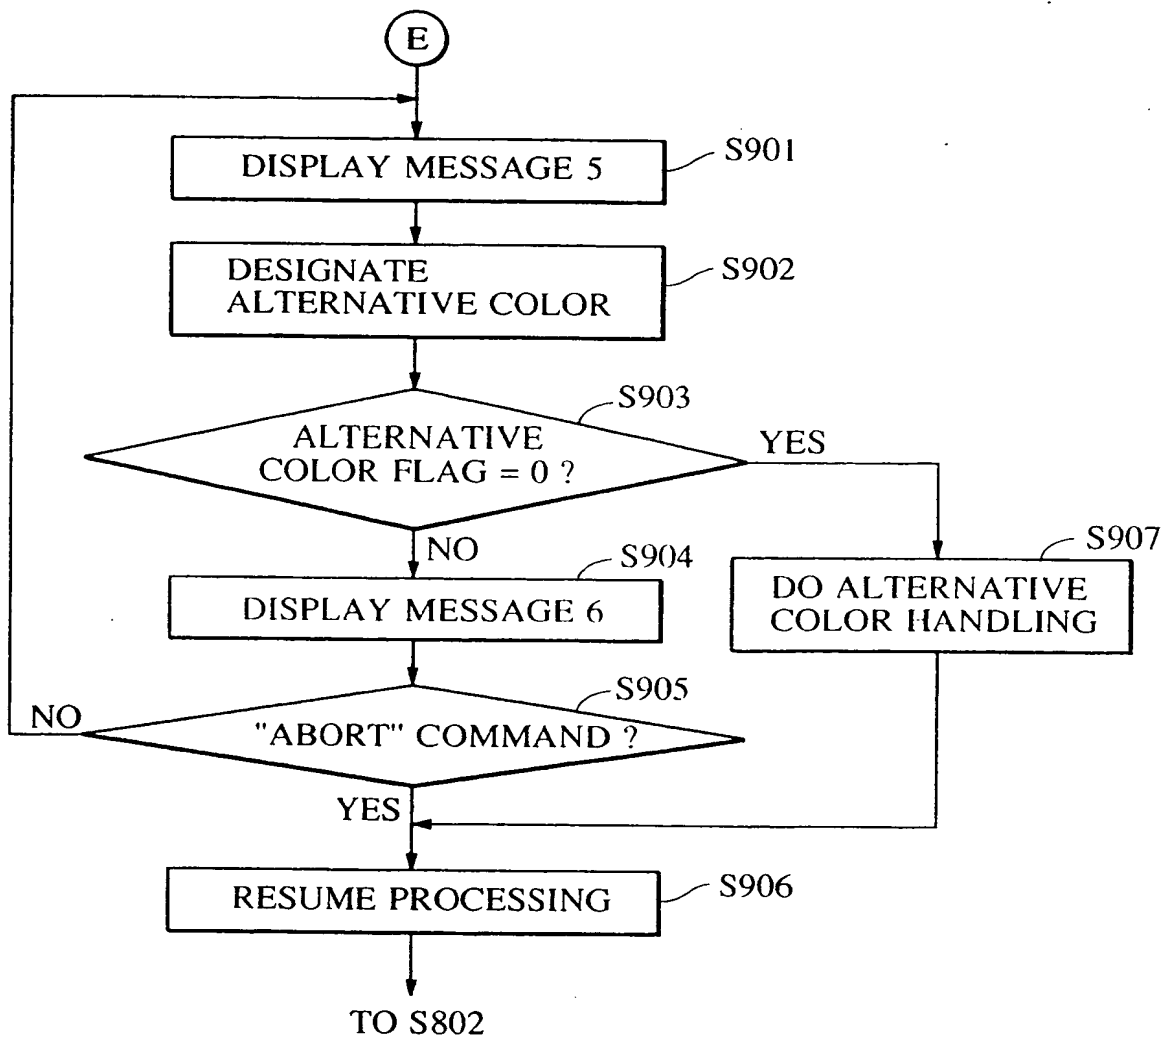 E
DISPLAY MESSAGE 5
S901
DESIGNATE
ALTERNATIVE COLOR
S902
S903
ALTERNATIVE
COLOR FLAG = 0 ?
YES
NO
S904
DISPLAY MESSAGE 6
S907
DO ALTERNATIVE
COLOR HANDLING
S905
NO
"ABORT" COMMAND ?
YES
RESUME PROCESSING
S906
TO S802